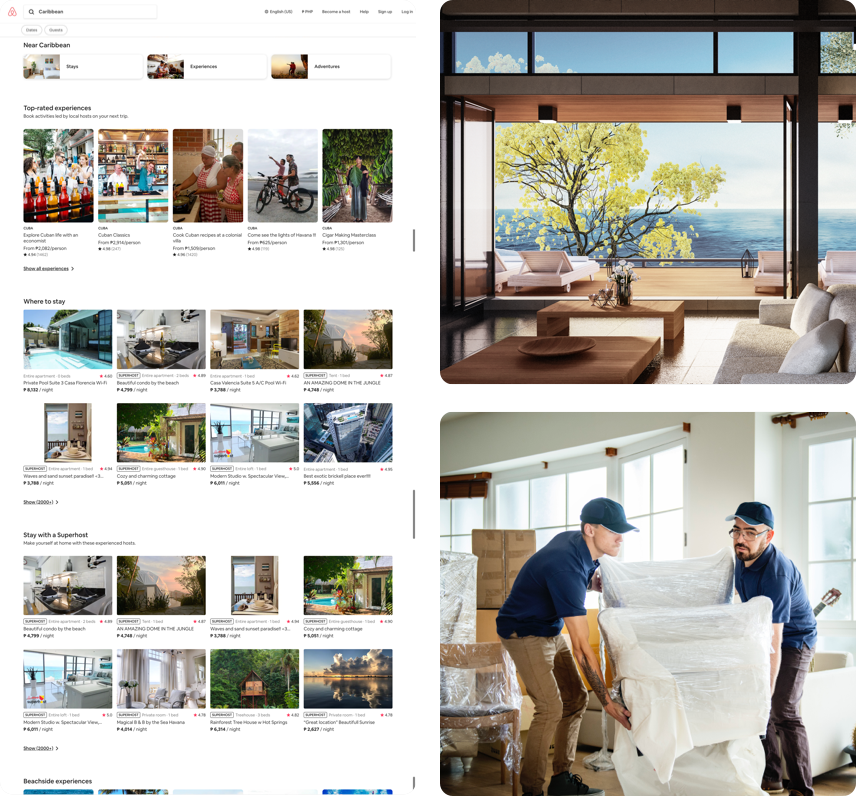 Caribbean
English (US)
₱ PHP
Become a host
Help
Sign up
Log in
Dates
Guests
Near Caribbean
Stays
Experiences
Adventures
Top-rated experiences
Book activities led by local hosts on your next trip.
CUBA
Explore Cuban life with an
economist
From ₱2,082/person
4.94 (1462)
CUBA
Cuban Classics
From ₱2,914/person
4.98 (247)
CUBA
Cook Cuban recipes at a colonial
villa
From ₱1,509/person
4.96 (1420)
CUBA
Come see the lights of Havana !!
From ₱625/person
4.98
CUBA
Cigar Making Masterclass
From ₱1,301/person
4.98
Show all experiences
Where to stay
Entire apartment · 0 beds
4.60
Private Pool Suite 3 Casa Florencia Wi-Fi
₱ 8,132 / night
SUPERHOST Entire apartment · 2 beds
4.89
Beautiful condo by the beach
₱ 4,799 / night
Entire apartment · 1 bed
4.62
Casa Valencia Suite 5 A/C Pool Wi-Fi
₱ 3,788 / night
SUPERHOST Tent · 1 bed
4.87
AN AMAZING DOME IN THE JUNGLE
₱ 4,748 / night
SUPERHOST Entire apartment · 1 bed
4.94
Waves and sand sunset paradise!! <3...
₱ 3,788 / night
SUPERHOST Entire guesthouse · 1 bed
4.90
Cozy and charming cottage
₱ 5,051 / night
SUPERHOST Entire loft · 1 bed
5.0
Modern Studio w. Spectacular View,...
₱ 6,011 / night
Entire apartment · 1 bed
4.95
Best exotic brickell place ever!!!!
₱ 5,556 / night
Show (2000+)
Stay with a Superhost
Make yourself at home with these experienced hosts.
SUPERHOST Entire apartment · 2 beds
4.89
Beautiful condo by the beach
₱ 4,799 / night
SUPERHOST Tent · 1 bed
4.87
AN AMAZING DOME IN THE JUNGLE
₱ 4,748 / night
SUPERHOST Entire apartment · 1 bed
4.94
Waves and sand sunset paradise!! <3...
₱ 3,788 / night
SUPERHOST Entire guesthouse · 1 bed
4.90
Cozy and charming cottage
₱ 5,051 / night
SUPERHOST Entire loft · 1 bed
5.0
Modern Studio w. Spectacular View,...
₱ 6,011 / night
SUPERHOST Private room · 1 bed
4.78
Magical B & B by the Sea Havana
₱ 4,014 / night
SUPERHOST Treehouse · 3 beds
4.82
Rainforest Tree House w Hot Springs
₱ 6,314 / night
SUPERHOST Private room · 1 bed
4.78
"Great location" Beautifull Sunrise
₱ 2,627 / night
Show (2000+)
Beachside experiences